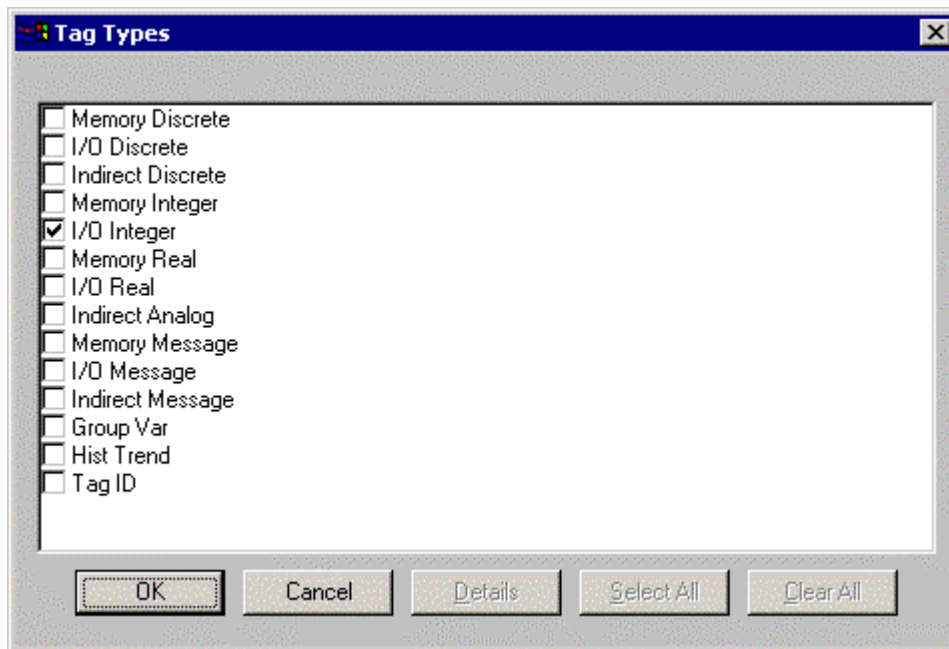 Tag Types
Memory Discrete
I/O Discrete
Indirect Discrete
Memory Integer
I/O Integer
Memory Real
I/O Real
Indirect Analog
Memory Message
I/O Message
Indirect Message
Group Var
Hist Trend
Tag ID
OK Cancel Details Select All Clear All